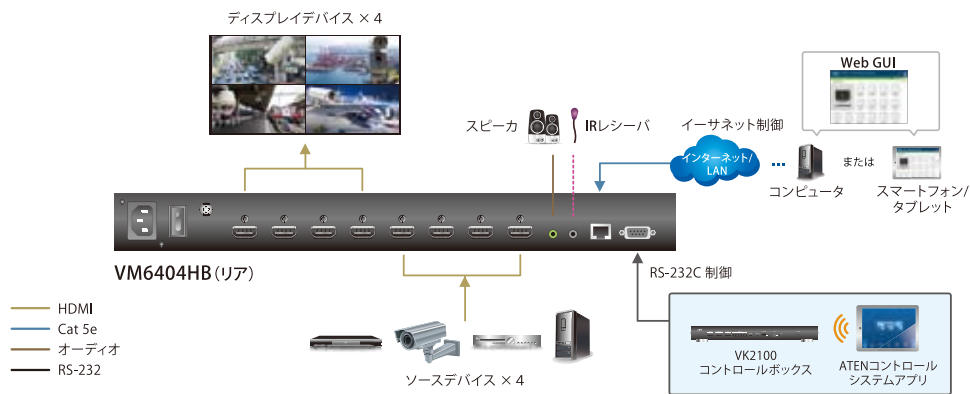 ディスプレイデバイス × 4
Web GUI
スピーカ
IRレシーバ
イーサネット制御
インターネット/
LAN
コンピュータ
または
スマートフォン/
タブレット
VM6404HB(リア)
RS-232C 制御
HDMI
Cat 5e
オーディオ
RS-232
ソースデバイス × 4
VK2100
コントロールボックス
ATENコントロール
システムアプリ